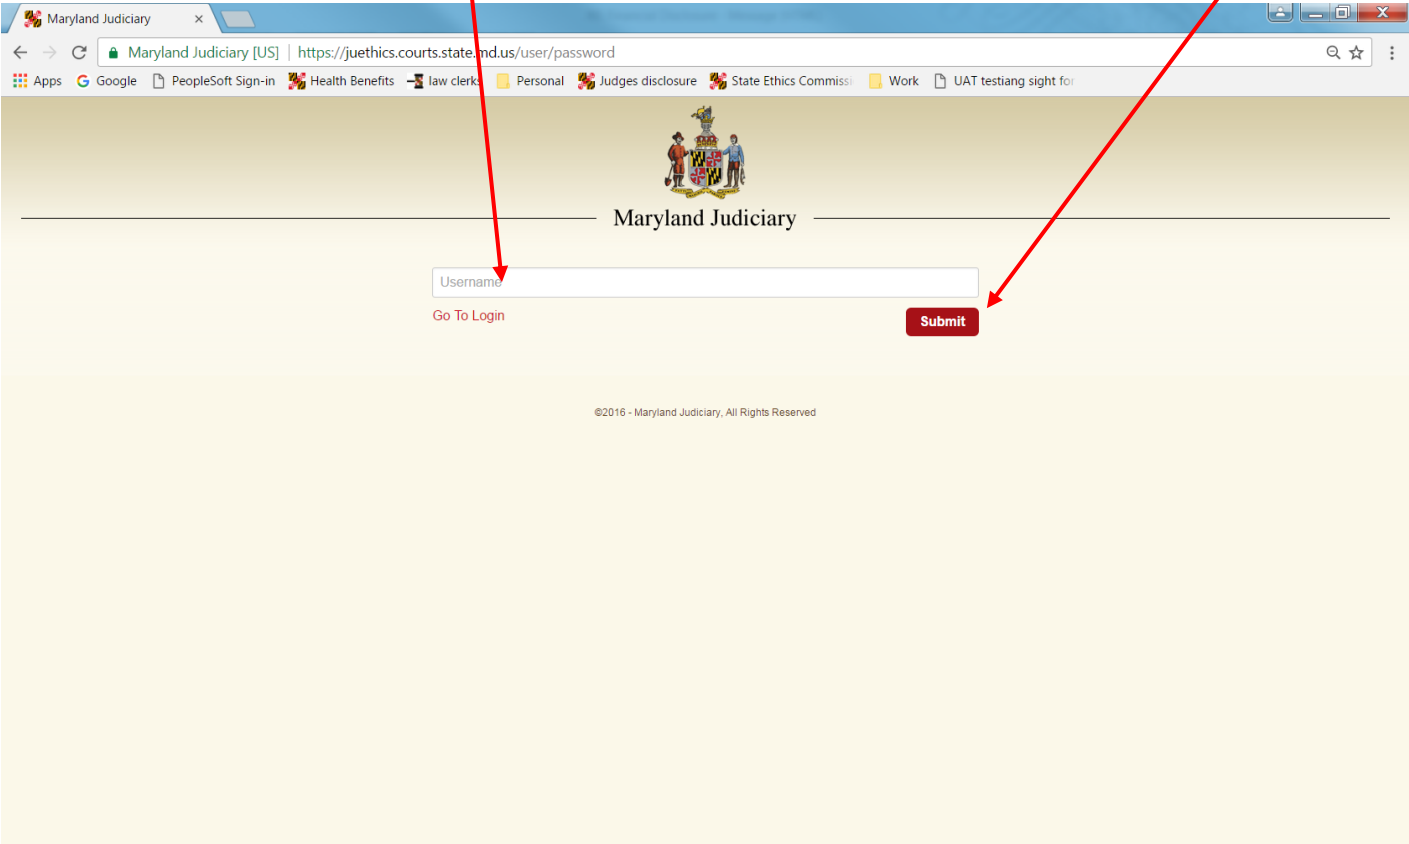 Maryland Judiciary
Maryland Judiciary [US] | https://juethics.courts.state.md.us/user/password
Apps Google PeopleSoft Sign-in Health Benefits law clerks Personal Judges disclosure State Ethics Commissi Work UAT testiang sight for
Maryland Judiciary
Username
Go To Login
Submit
©2016 - Maryland Judiciary, All Rights Reserved